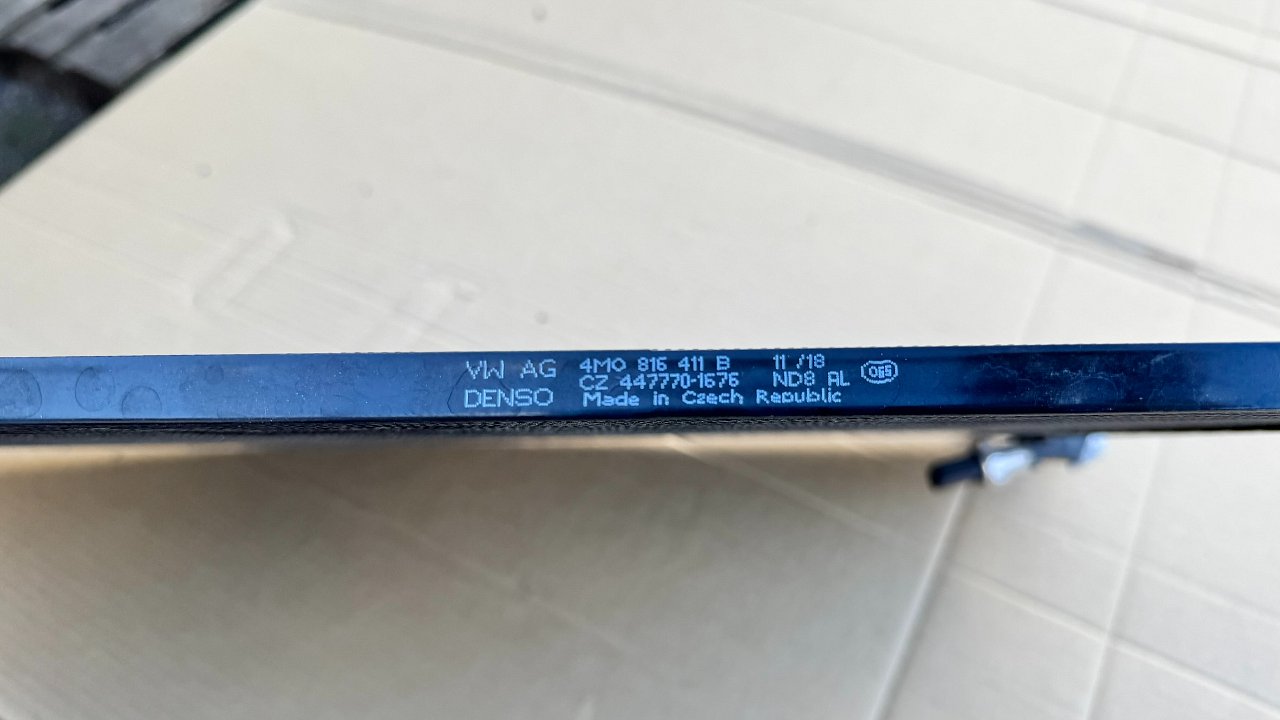 VW AG 4M0 816 411 B 11 /18
CZ 447770-1676 ND8 AL
DENSO Made in Czech Republic